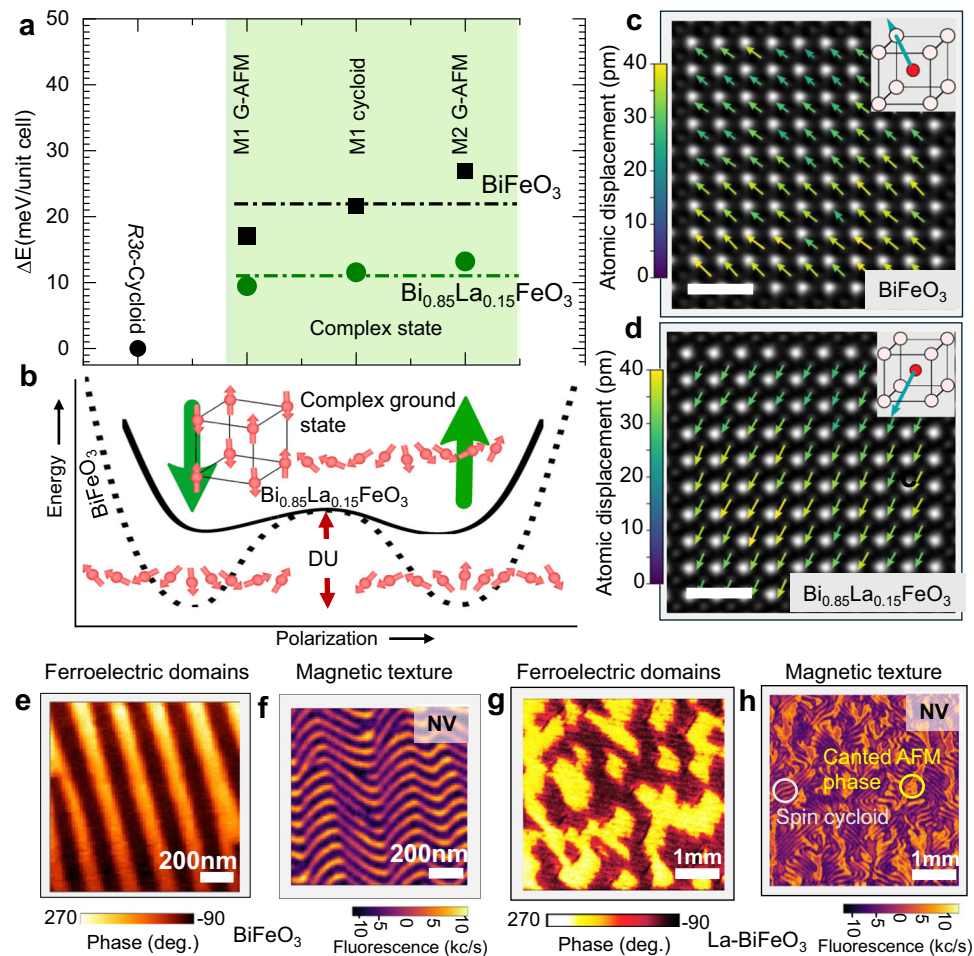 a
50
40
30
20
10
0
ΔE(meV/unit cell)
R3c-Cycloid
M1 G-AFM
M1 cycloid
M2 G-AFM
BiFeO3
Bi0.85La0.15FeO3
Complex state
b
Energy
BiFeO3
Complex ground
state
Bi0.85La0.15FeO3
DU
Polarization
c
Atomic displacement (pm)
40
30
20
10
0
BiFeO3
d
Atomic displacement (pm)
40
30
20
10
0
Bi0.85La0.15FeO3
Ferroelectric domains
e
200nm
270
-90
Phase (deg.)
BiFeO3
Magnetic texture
f
NV
200nm
-10
-5
0
5
10
Fluorescence (kc/s)
Ferroelectric domains
g
1mm
270
-90
Phase (deg.)
La-BiFeO3
Magnetic texture
h
NV
Canted AFM
phase
Spin cycloid
1mm
-10
-5
0
5
10
Fluorescence (kc/s)